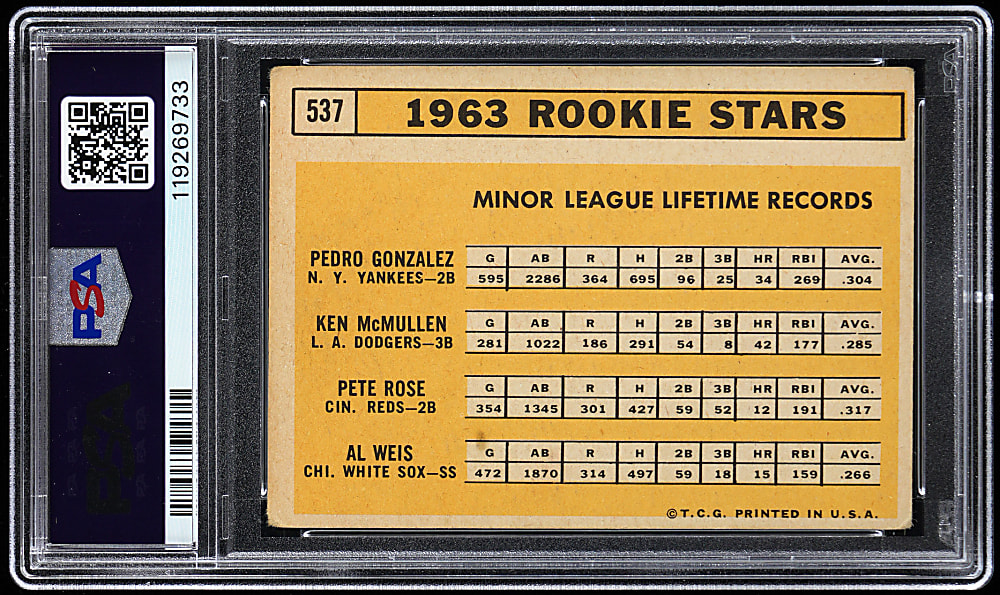 119269733
PSA
537 1963 ROOKIE STARS
MINOR LEAGUE LIFETIME RECORDS
PEDRO GONZALEZ
N. Y. YANKEES—2B
G AB R H 2B 3B HR RBI AVG.
595 2286 364 695 96 25 34 269 .304
KEN McMULLEN
L. A. DODGERS—3B
G AB R H 2B 3B HR RBI AVG.
281 1022 186 291 54 8 42 177 .285
PETE ROSE
CIN. REDS—2B
G AB R H 2B 3B HR RBI AVG.
354 1345 301 427 59 52 12 191 .317
AL WEIS
CHI. WHITE SOX—SS
G AB R H 2B 3B HR RBI AVG.
472 1870 314 497 59 18 15 159 .266
©T.C.G. PRINTED IN U.S.A.
PSA